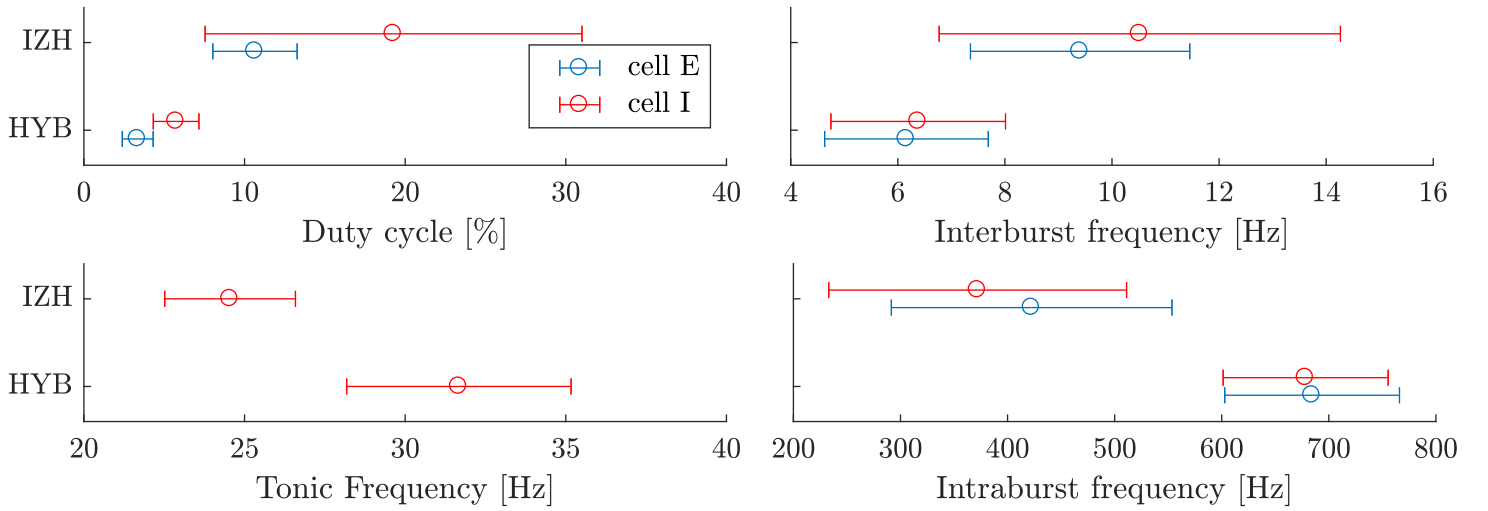 IZH
HYB
cell E
cell I
0 10 20 30 40
Duty cycle [%]
4 6 8 10 12 14 16
Interburst frequency [Hz]
IZH
HYB
20 25 30 35 40
Tonic Frequency [Hz]
200 300 400 500 600 700 800
Intraburst frequency [Hz]